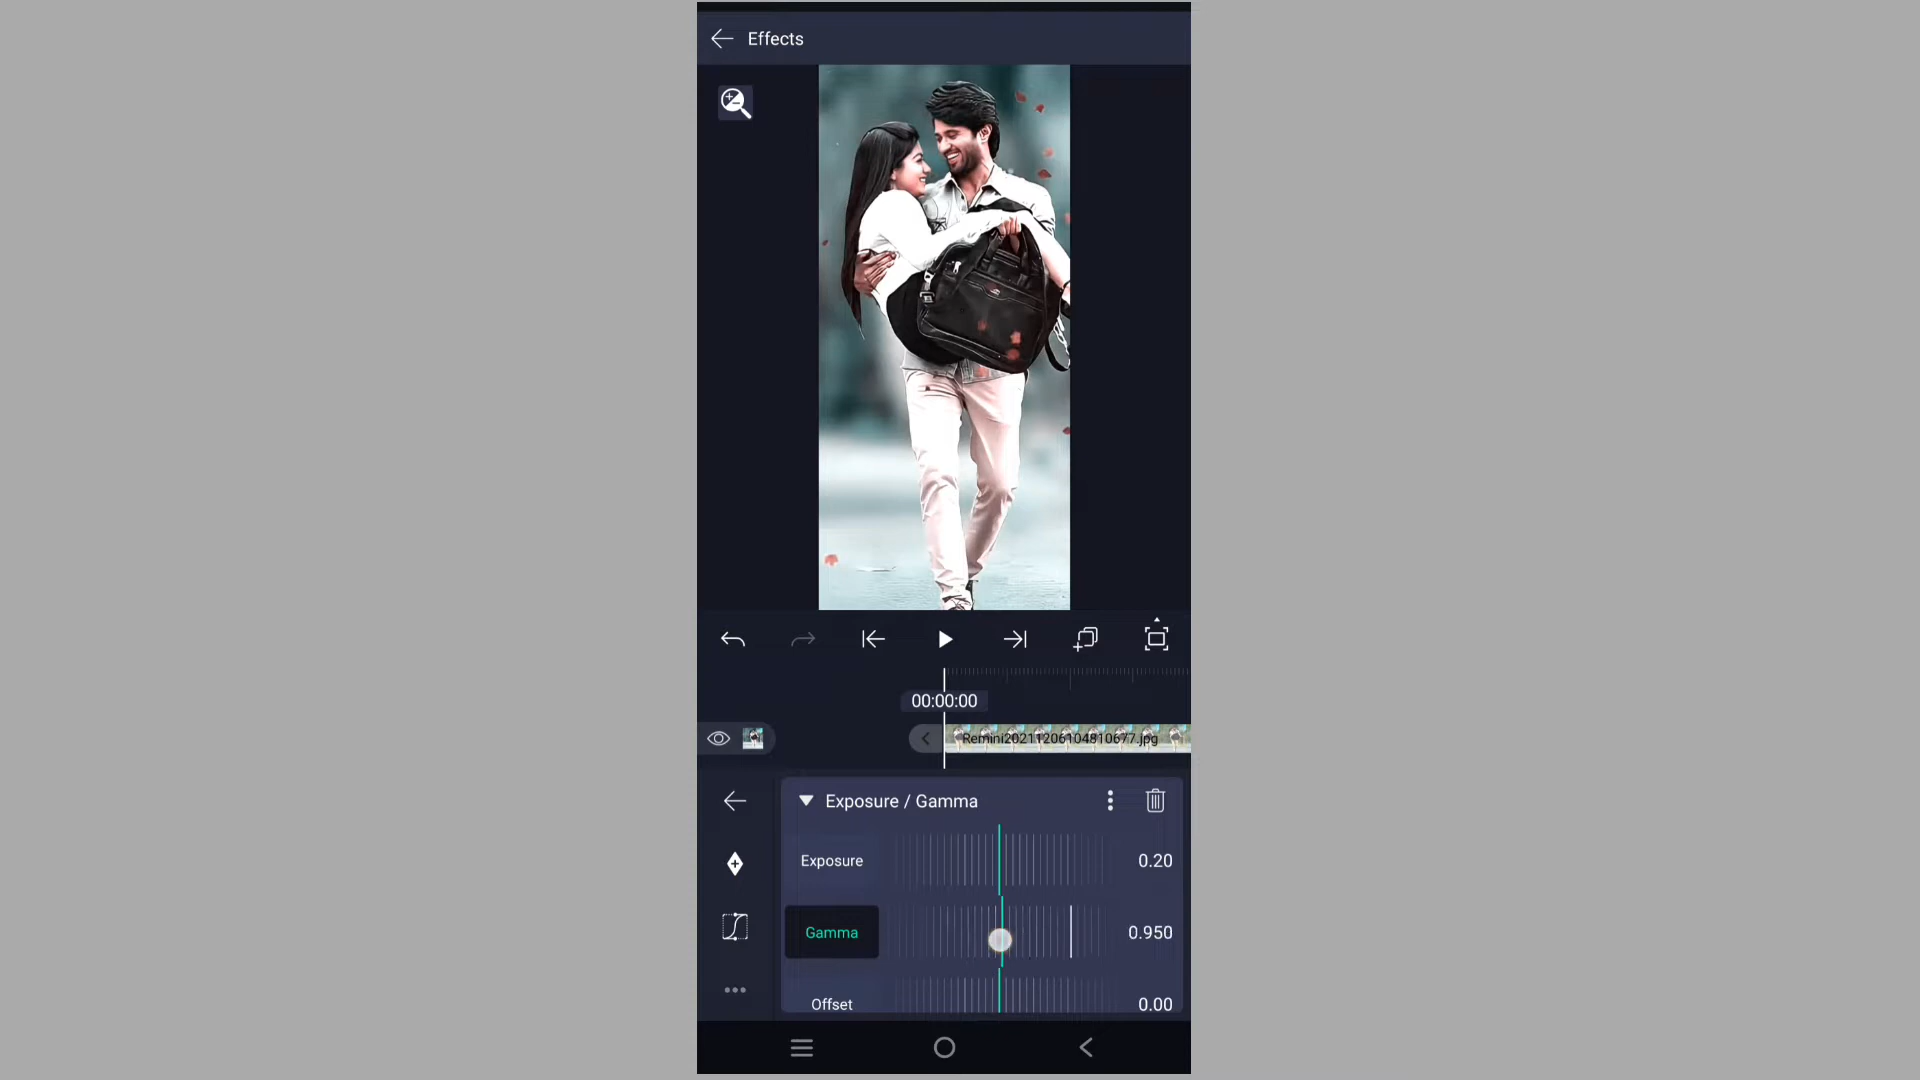 Effects
00:00:00
Remini20211206104810677.jpg
Exposure / Gamma
Exposure 0.20
Gamma 0.950
Offset 0.00